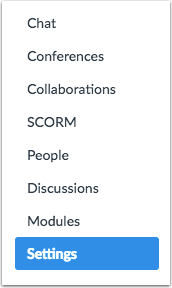 Chat
Conferences
Collaborations
SCORM
People
Discussions
Modules
Settings